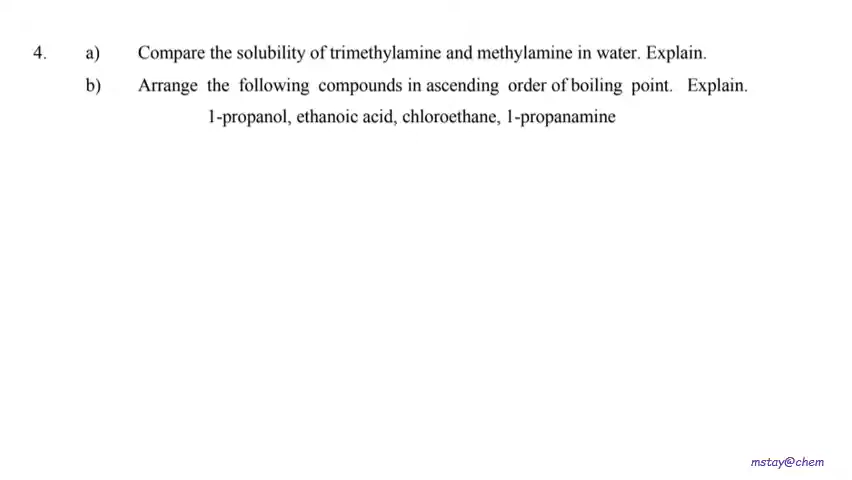 4. a) Compare the solubility of trimethylamine and methylamine in water. Explain.
b) Arrange the following compounds in ascending order of boiling point. Explain.
1-propanol, ethanoic acid, chloroethane, 1-propanamine
mstay@chem